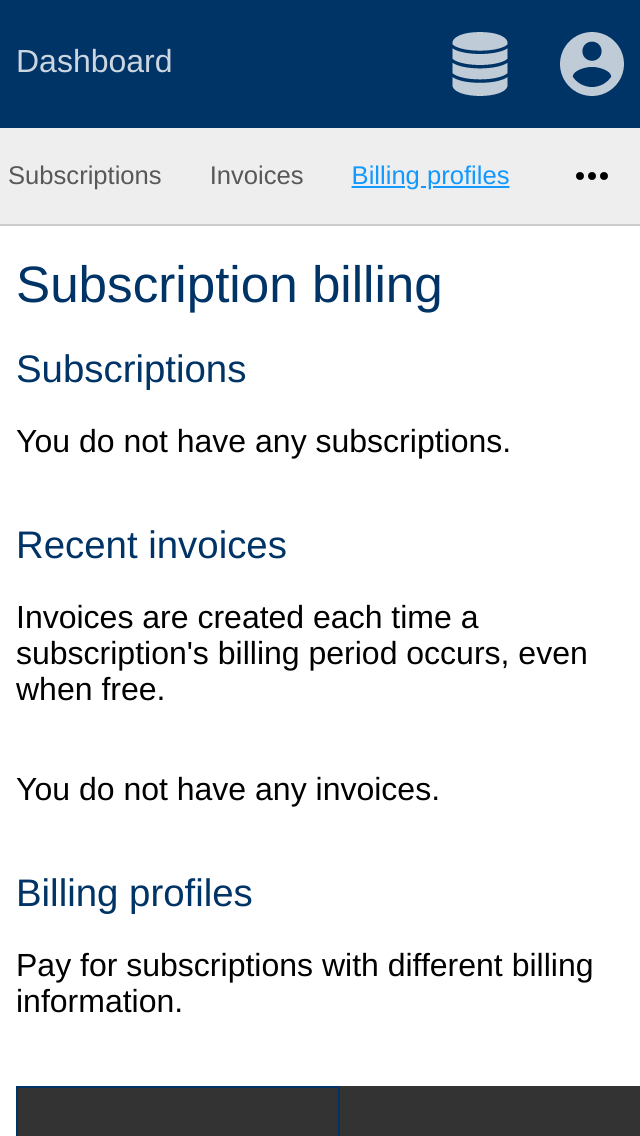 Dashboard
Subscriptions Invoices Billing profiles
Subscription billing
Subscriptions
You do not have any subscriptions.
Recent invoices
Invoices are created each time a
subscription's billing period occurs, even
when free.
You do not have any invoices.
Billing profiles
Pay for subscriptions with different billing
information.